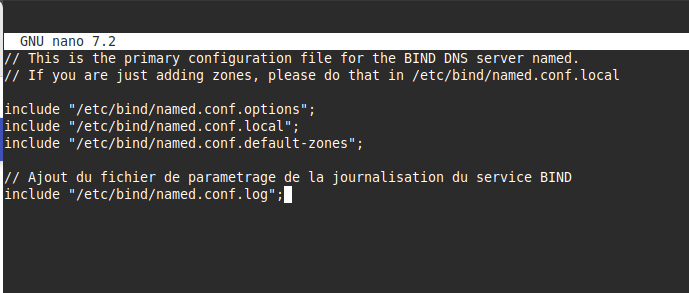 GNU nano 7.2
// This is the primary configuration file for the BIND DNS server named.
// If you are just adding zones, please do that in /etc/bind/named.conf.local
include "/etc/bind/named.conf.options";
include "/etc/bind/named.conf.local";
include "/etc/bind/named.conf.default-zones";
// Ajout du fichier de parametrage de la journalisation du service BIND
include "/etc/bind/named.conf.log";